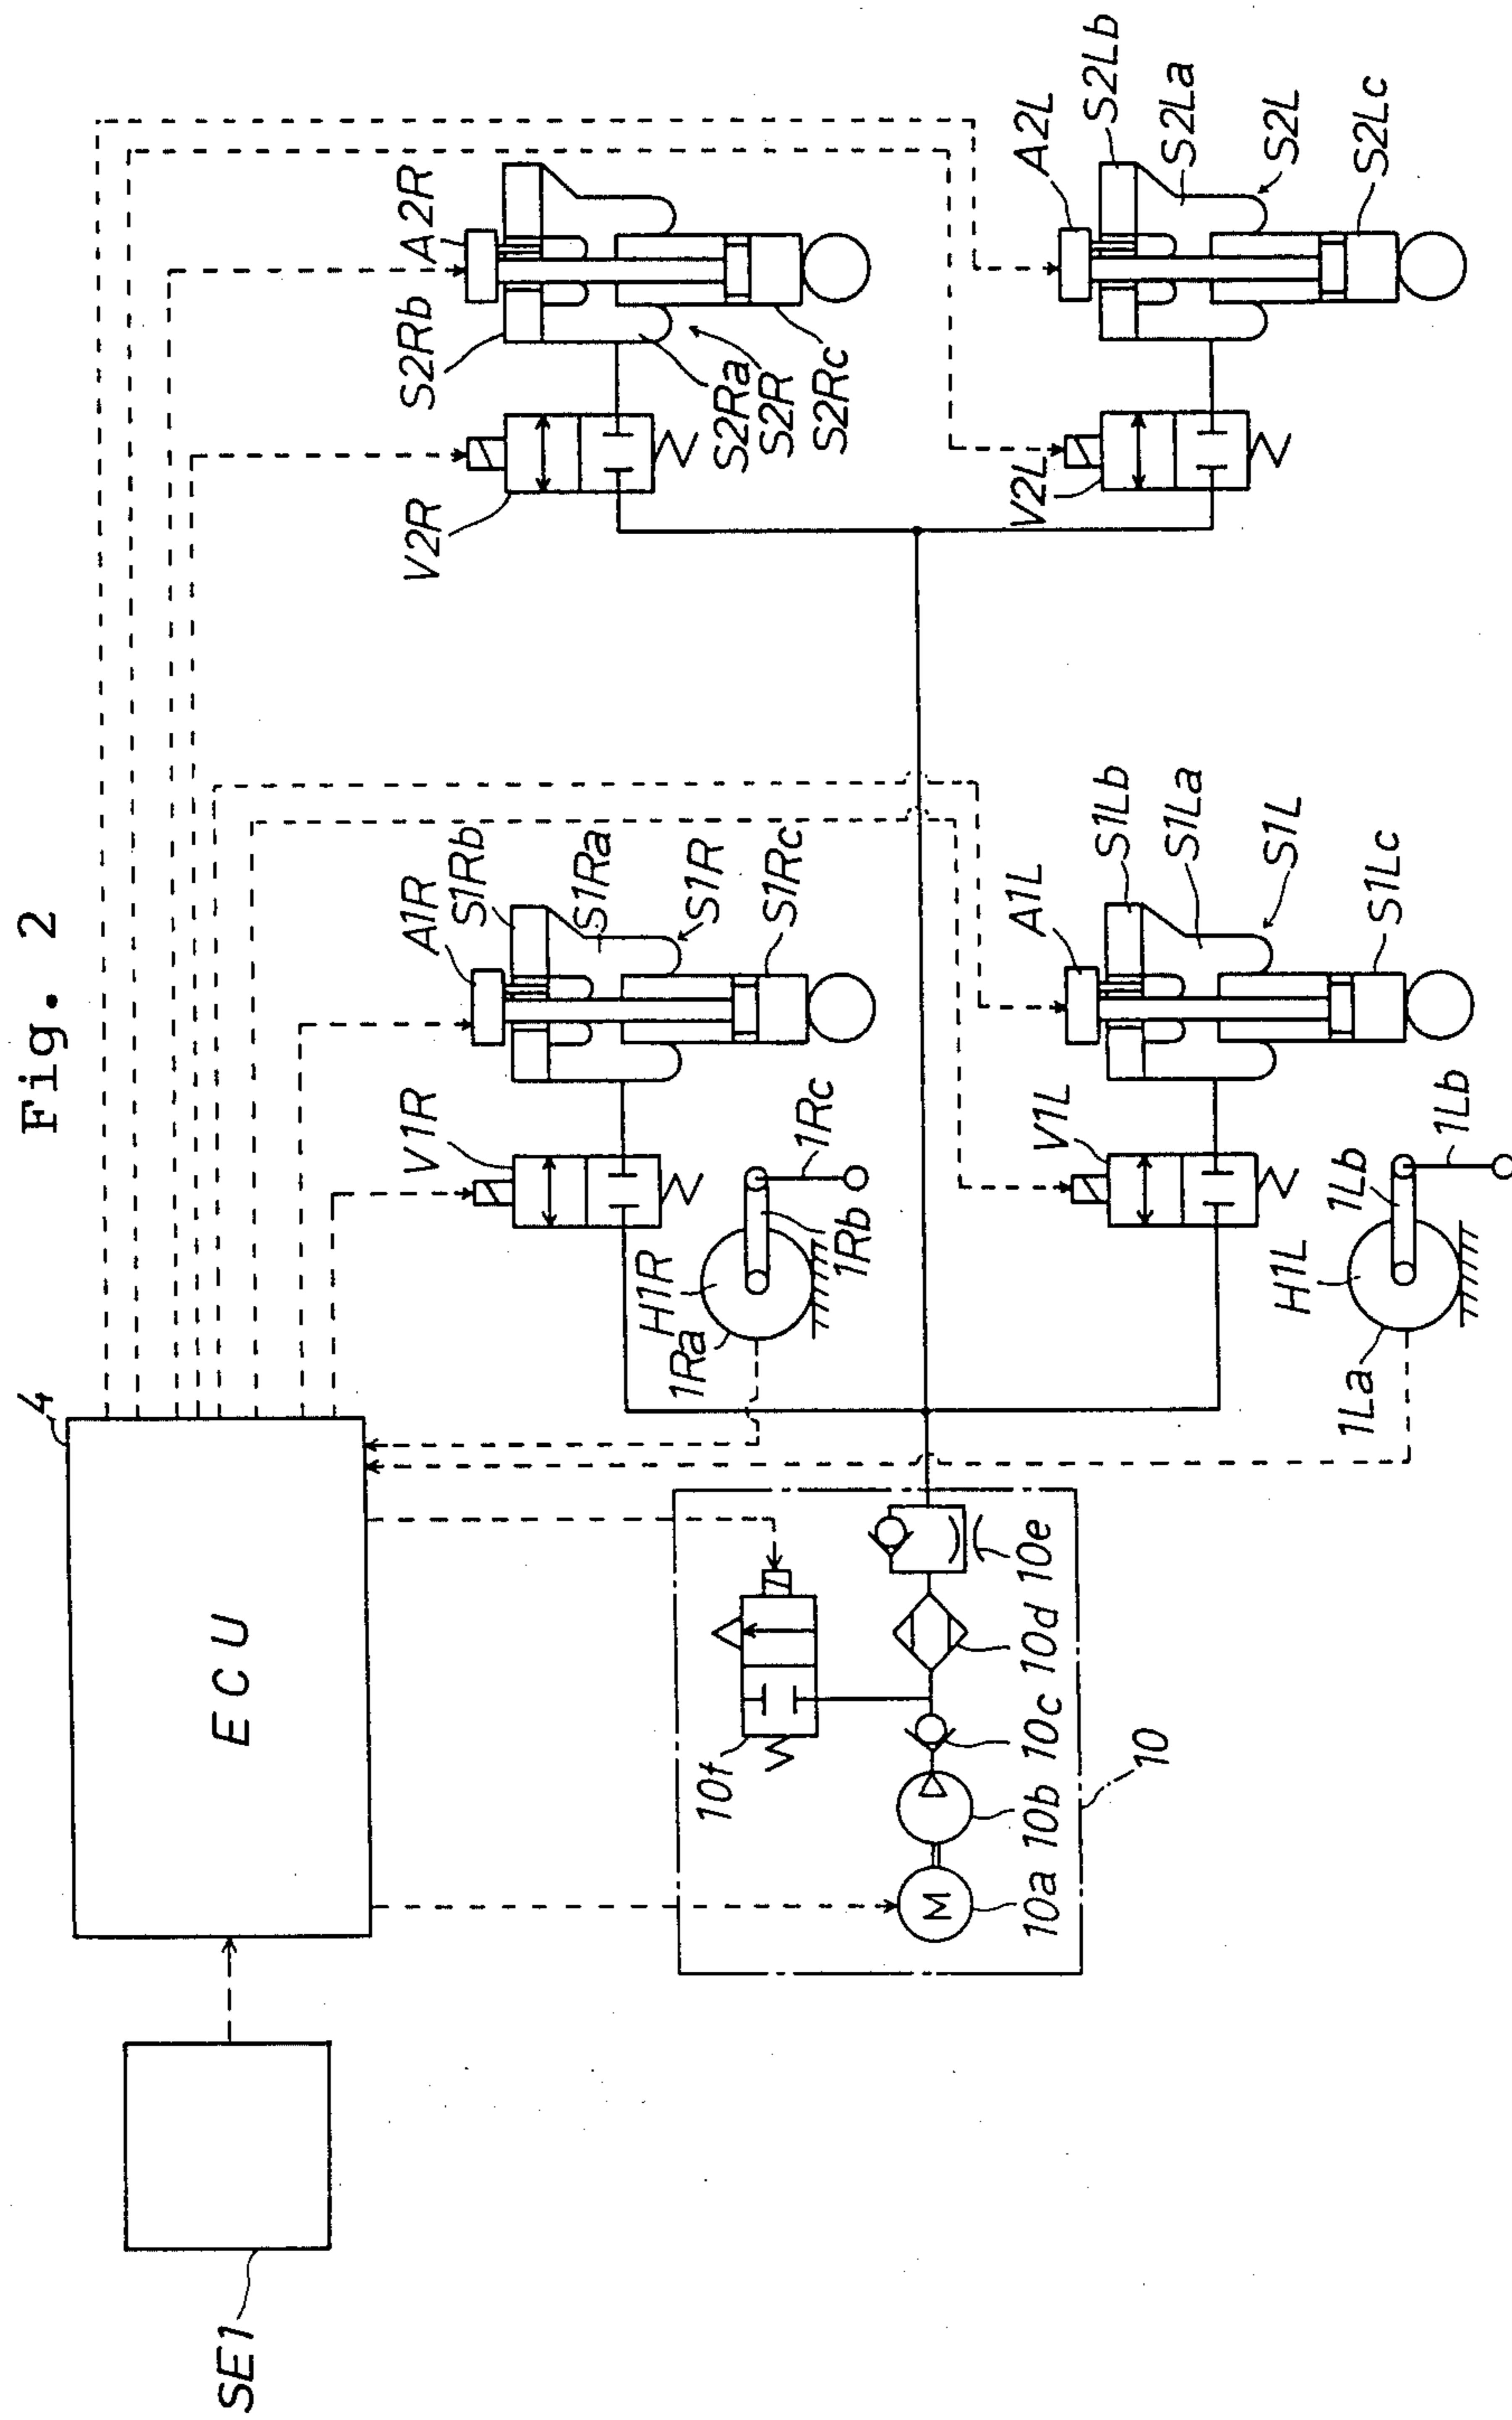 Fig. 2
4
ECU
SE1
A2R
S2Rb
V2R
S2Ra
S2R
S2Rc
A2L
S2Lb
S2La
S2L
S2Lc
V2L
A1R
S1Rb
S1Ra
S1R
S1Rc
V1R
H1R
1Ra
1Rb
1Rc
A1L
S1Lb
S1La
S1L
S1Lc
V1L
H1L
1La
1Lb
1Lb
10f
M
10a
10b
10c
10d
10e
10